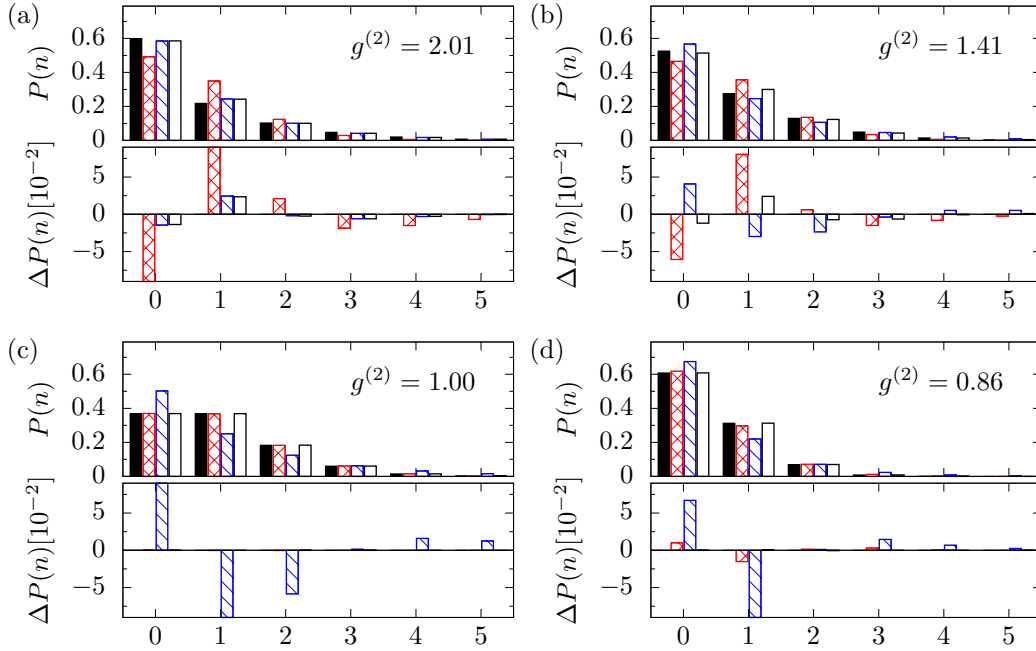 (a)
P(n)
0.6
0.4
0.2
0
g⁽²⁾ = 2.01
ΔP(n)[10⁻²]
5
0
−5
0 1 2 3 4 5
(b)
P(n)
0.6
0.4
0.2
0
g⁽²⁾ = 1.41
ΔP(n)[10⁻²]
5
0
−5
0 1 2 3 4 5
(c)
P(n)
0.6
0.4
0.2
0
g⁽²⁾ = 1.00
ΔP(n)[10⁻²]
5
0
−5
0 1 2 3 4 5
(d)
P(n)
0.6
0.4
0.2
0
g⁽²⁾ = 0.86
ΔP(n)[10⁻²]
5
0
−5
0 1 2 3 4 5